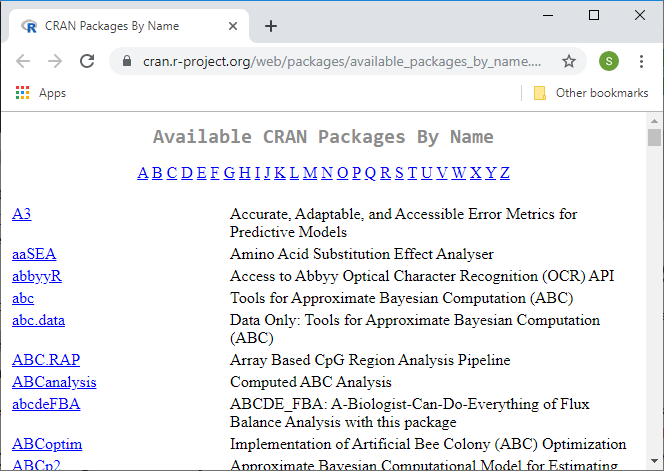 CRAN Packages By Name
cran.r-project.org/web/packages/available_packages_by_name....
S
Apps
Other bookmarks
Available CRAN Packages By Name
A B C D E F G H I J K L M N O P Q R S T U V W X Y Z
A3 Accurate, Adaptable, and Accessible Error Metrics for
Predictive Models
aaSEA Amino Acid Substitution Effect Analyser
abbyyR Access to Abbyy Optical Character Recognition (OCR) API
abc Tools for Approximate Bayesian Computation (ABC)
abc.data Data Only: Tools for Approximate Bayesian Computation
(ABC)
ABC.RAP Array Based CpG Region Analysis Pipeline
ABCanalysis Computed ABC Analysis
abcdeFBA ABCDE_FBA: A-Biologist-Can-Do-Everything of Flux
Balance Analysis with this package
ABCoptim Implementation of Artificial Bee Colony (ABC) Optimization
ABCp2 Approximate Bayesian Computational Model for Estimating